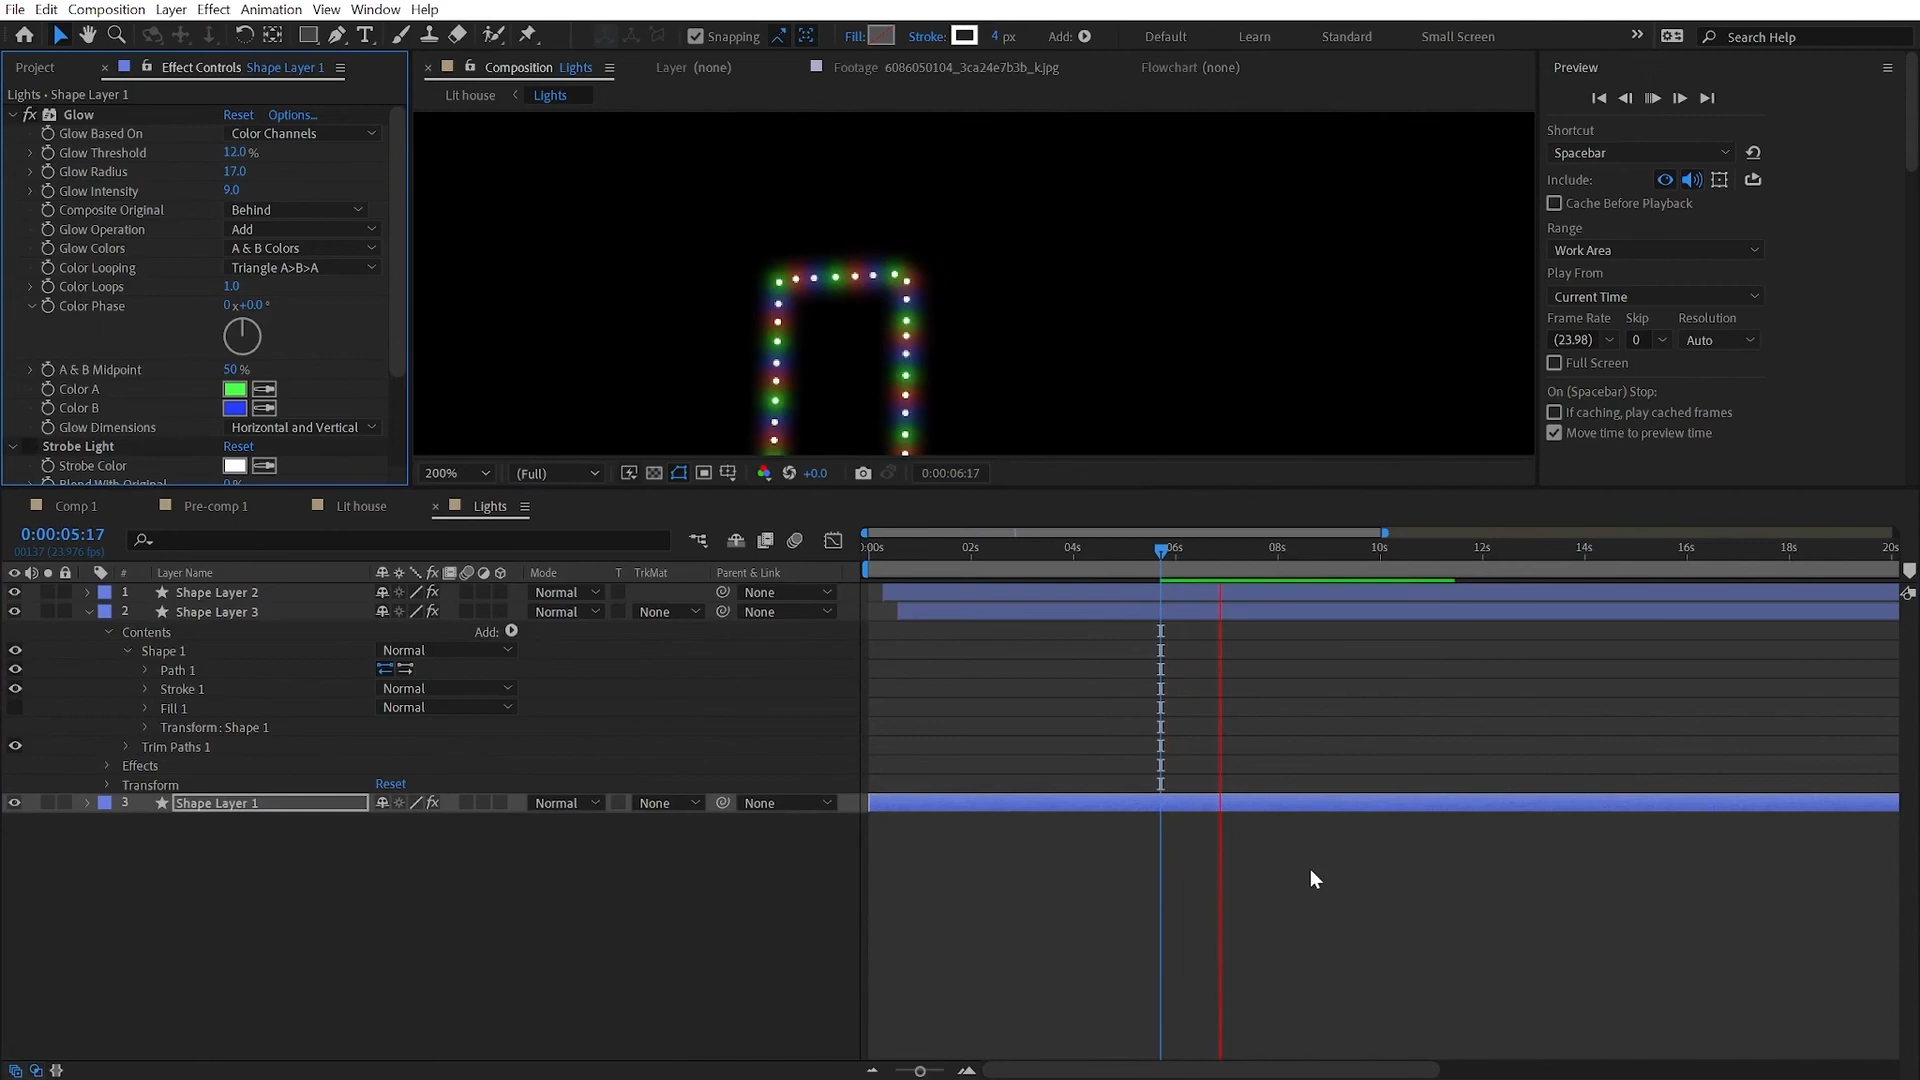 File Edit Composition Layer Effect Animation View Window Help
Snapping Fill: Stroke: 4 px Add: Default Learn Standard Small Screen Search Help
Project Effect Controls Shape Layer 1
Lights • Shape Layer 1
fx Glow Reset Options...
Glow Based On Color Channels
Glow Threshold 12.0 %
Glow Radius 17.0
Glow Intensity 9.0
Composite Original Behind
Glow Operation Add
Glow Colors A & B Colors
Color Looping Triangle A>B>A
Color Loops 1.0
Color Phase 0 x+0.0 °
A & B Midpoint 50 %
Color A
Color B
Glow Dimensions Horizontal and Vertical
Strobe Light Reset
Strobe Color
Blend With Original 0 %
Composition Lights Layer (none) Footage 6086050104_3ca24e7b3b_k.jpg Flowchart (none)
Lit house < Lights
200% (Full) +0.0 0:00:06:17
Preview
Shortcut
Spacebar
Include:
Cache Before Playback
Range
Work Area
Play From
Current Time
Frame Rate Skip Resolution
(23.98) 0 Auto
Full Screen
On (Spacebar) Stop:
If caching, play cached frames
Move time to preview time
Comp 1 Pre-comp 1 Lit house Lights
0:00:05:17
00137 (23.976 fps)
:00s 02s 04s 06s 08s 10s 12s 14s 16s 18s 20s
# Layer Name fx Mode T TrkMat Parent & Link
1 Shape Layer 2 fx Normal None
2 Shape Layer 3 fx Normal None None
Contents Add:
Shape 1 Normal
Path 1
Stroke 1 Normal
Fill 1 Normal
Transform: Shape 1
Trim Paths 1
Effects
Transform Reset
3 Shape Layer 1 fx Normal None None